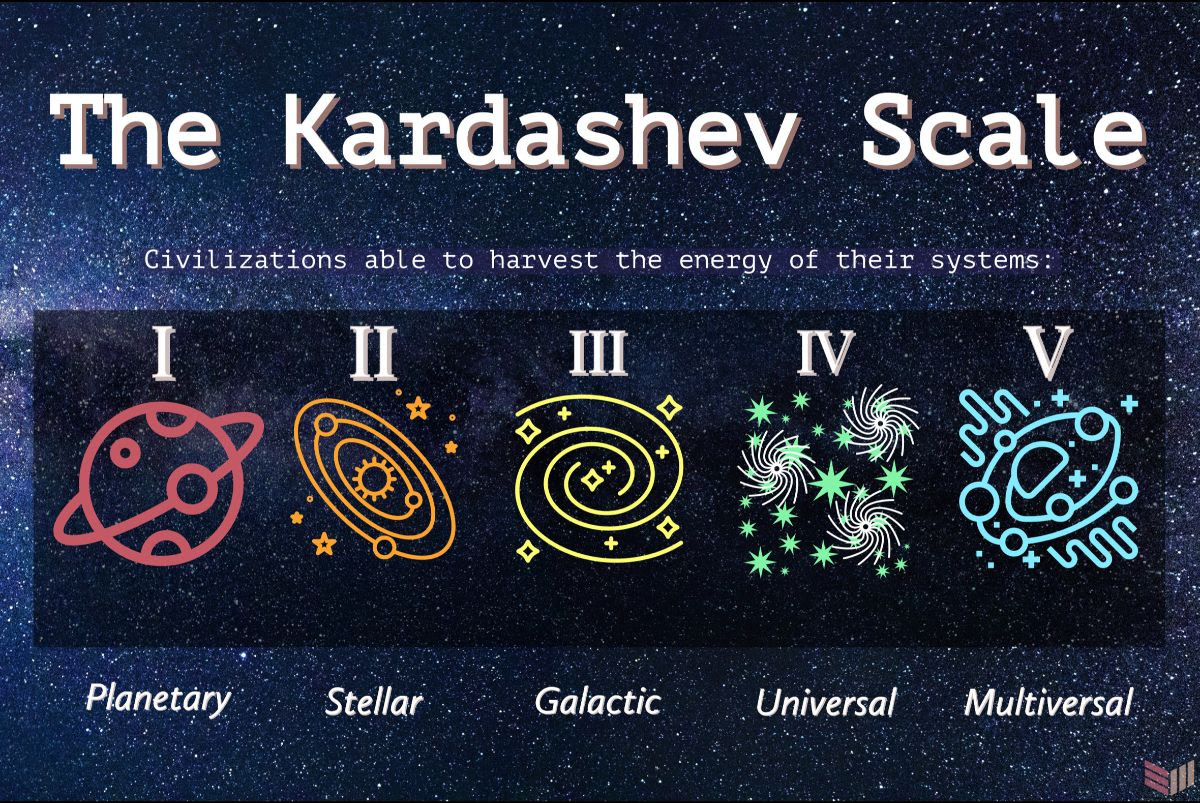 The Kardashev Scale
Civilizations able to harvest the energy of their systems:
I II III IV V
Planetary Stellar Galactic Universal Multiversal